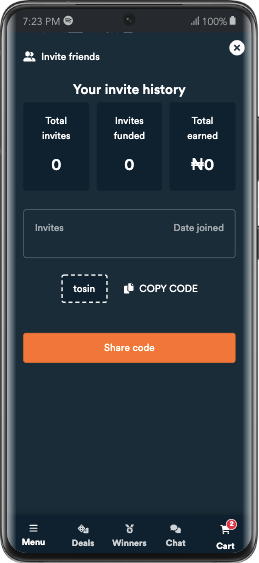 7:23 PM
100%
Invite friends
Your invite history
Total invites
0
Invites funded
0
Total earned
₦0
Invites
Date joined
tosin
COPY CODE
Share code
2
Menu
Deals
Winners
Chat
Cart